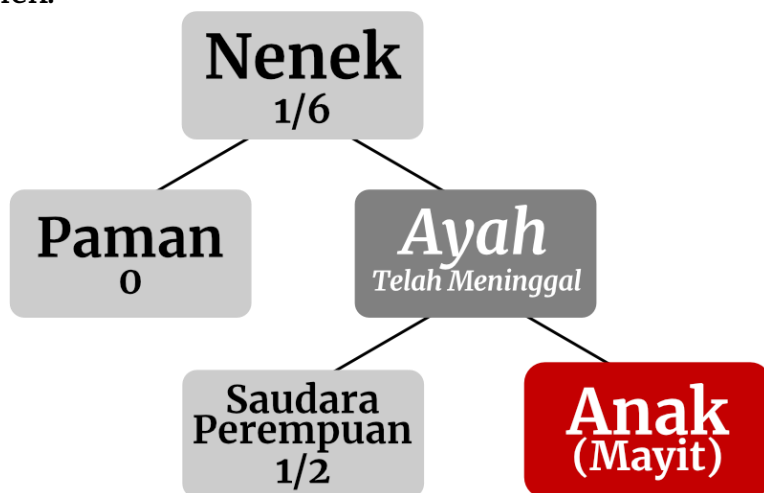 Nenek
1/6
Paman
0
Ayah
Telah Meninggal
Saudara
Perempuan
1/2
Anak
(Mayit)